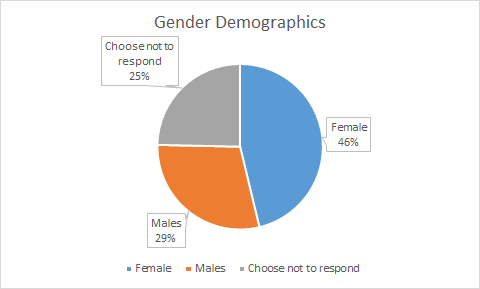 Gender Demographics
Choose not to
respond
25%
Female
46%
Males
29%
Female Males Choose not to respond